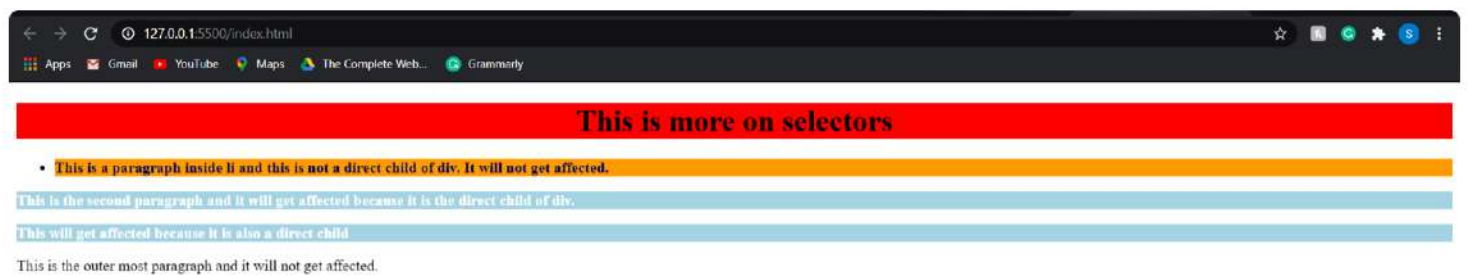 127.0.0.1:5500/index.html
S
Apps Gmail YouTube Maps The Complete Web... Grammarly
This is more on selectors
• This is a paragraph inside li and this is not a direct child of div. It will not get affected.
This is the second paragraph and it will get affected because it is the direct child of div.
This will get affected because it is also a direct child
This is the outer most paragraph and it will not get affected.